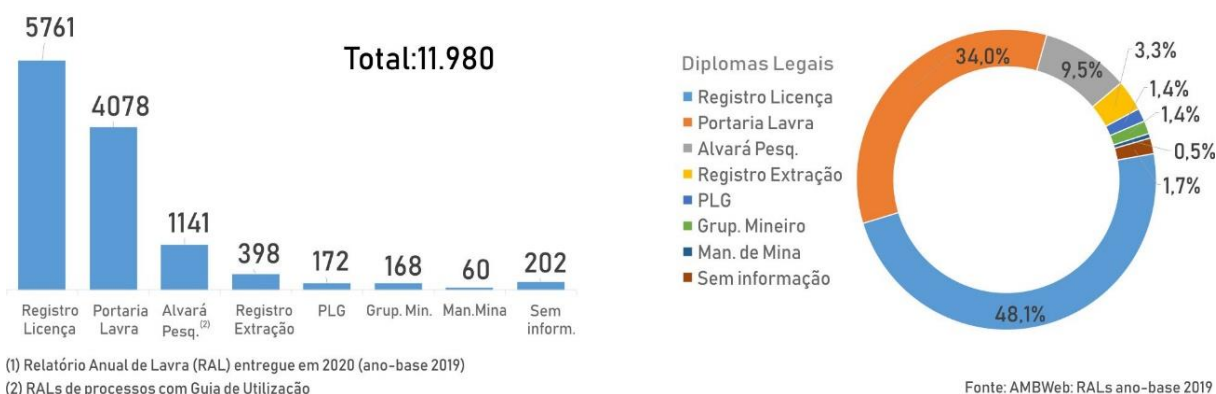 5761
Total:11.980
4078
1141
398
172
168
60
202
Registro Licença
Portaria Lavra
Alvará Pesq.(2)
Registro Extração
PLG
Grup. Min.
Man.Mina
Sem inform.
(1) Relatório Anual de Lavra (RAL) entregue em 2020 (ano-base 2019)
(2) RALs de processos com Guia de Utilização
Diplomas Legais
Registro Licença
Portaria Lavra
Alvará Pesq.
Registro Extração
PLG
Grup. Mineiro
Man. de Mina
Sem informação
34,0%
9,5%
3,3%
1,4%
1,4%
0,5%
1,7%
48,1%
Fonte: AMBWeb: RALs ano-base 2019